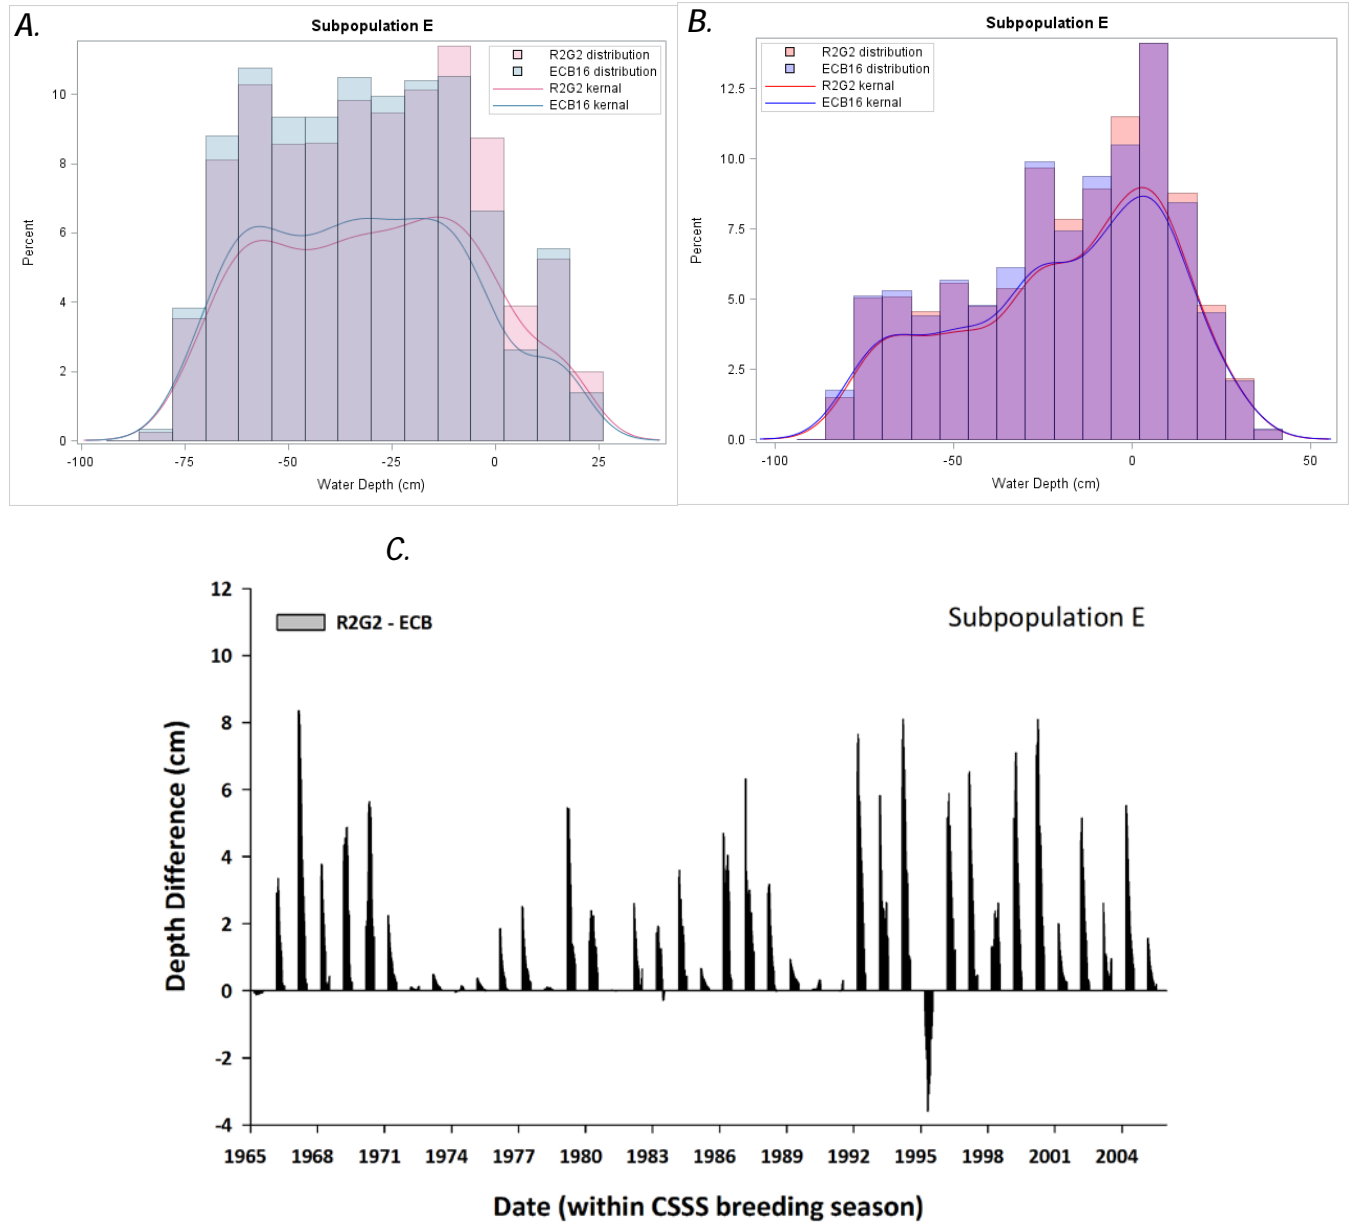 A.
Subpopulation E
R2G2 distribution
ECB16 distribution
R2G2 kernal
ECB16 kernal
Percent
10
8
6
4
2
0
-100 -75 -50 -25 0 25
Water Depth (cm)
B.
Subpopulation E
R2G2 distribution
ECB16 distribution
R2G2 kernal
ECB16 kernal
Percent
12.5
10.0
7.5
5.0
2.5
0.0
-100 -50 0 50
Water Depth (cm)
C.
R2G2 - ECB
Subpopulation E
Depth Difference (cm)
12
10
8
6
4
2
0
-2
-4
1965 1968 1971 1974 1977 1980 1983 1986 1989 1992 1995 1998 2001 2004
Date (within CSSS breeding season)